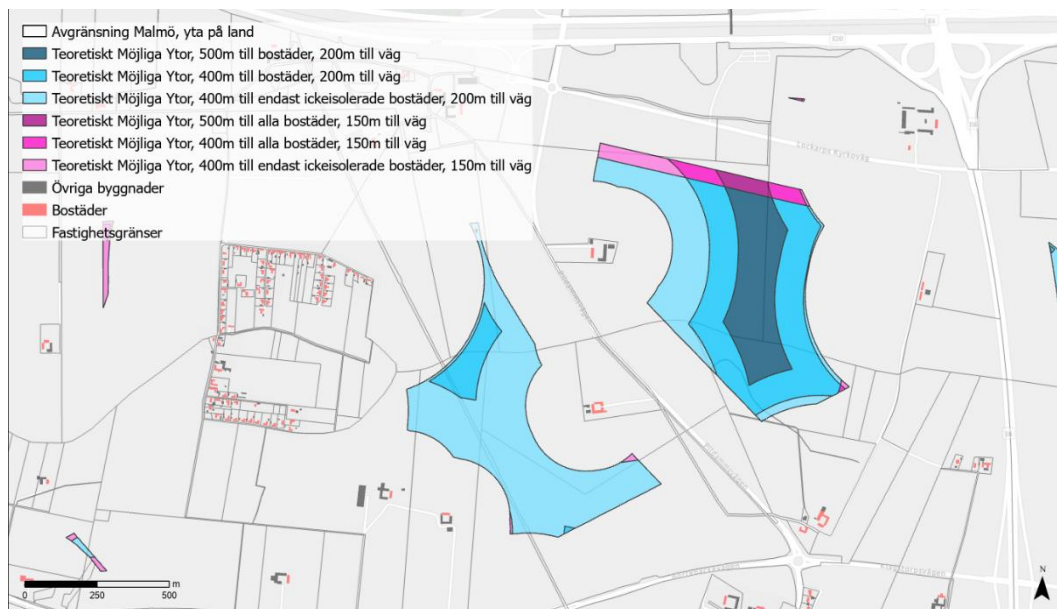 Avgränsning Malmö, yta på land
Teoretiskt Möjliga Ytor, 500m till bostäder, 200m till väg
Teoretiskt Möjliga Ytor, 400m till bostäder, 200m till väg
Teoretiskt Möjliga Ytor, 400m till endast ickeisolerade bostäder, 200m till väg
Teoretiskt Möjliga Ytor, 500m till alla bostäder, 150m till väg
Teoretiskt Möjliga Ytor, 400m till alla bostäder, 150m till väg
Teoretiskt Möjliga Ytor, 400m till endast ickeisolerade bostäder, 150m till väg
Övriga byggnader
Bostäder
Fastighetsgränser
Lockarps Kyrkoväg
m
0 250 500
N